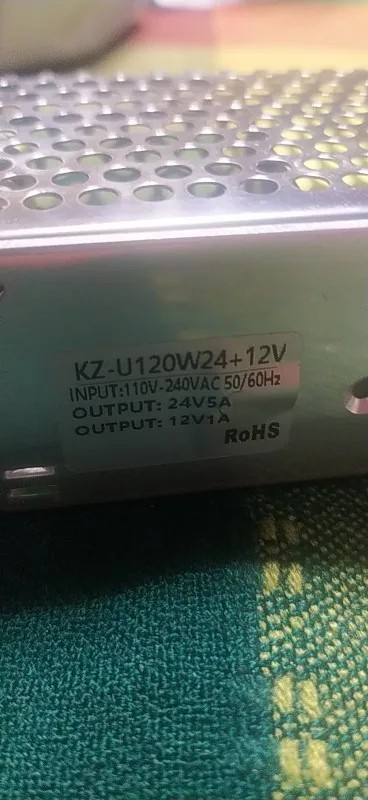 KZ-U120W24+12V
INPUT:110V-240VAC 50/60Hz
OUTPUT: 24V5A
OUTPUT: 12V1A
RoHS